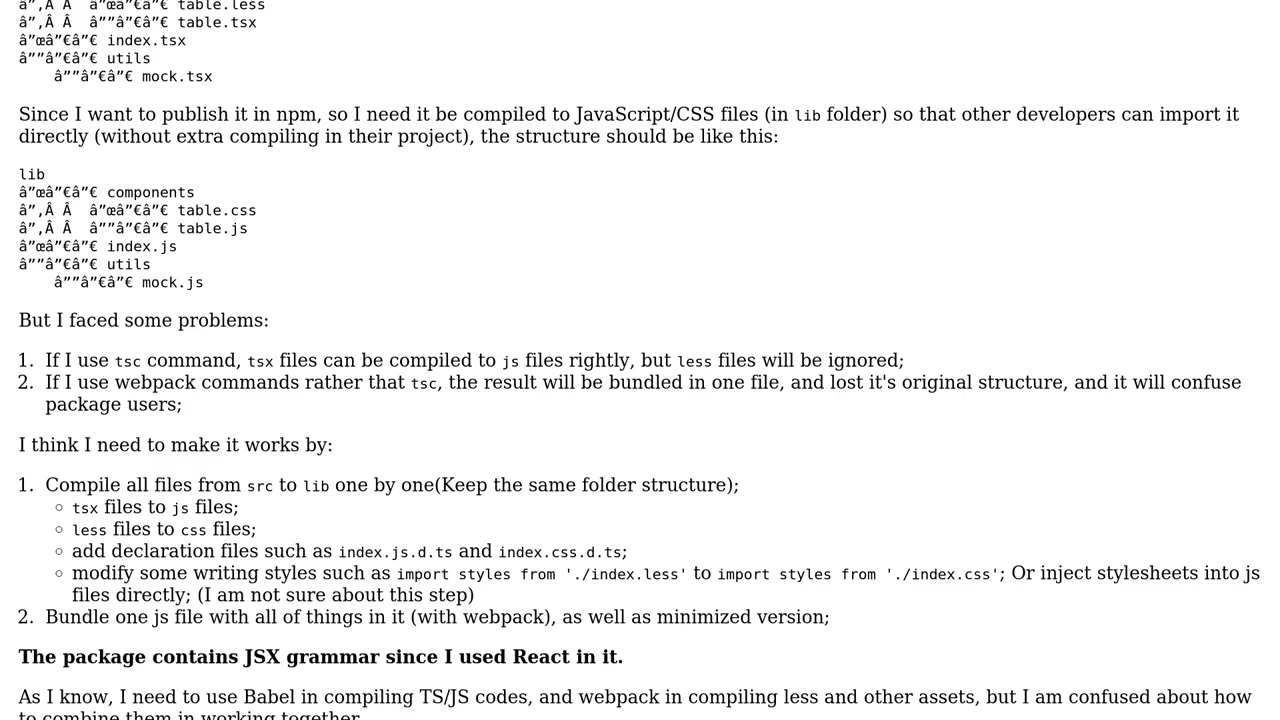 â”‚Â Â  â”œâ”€â”€ table.less
â”‚Â Â  â””â”€â”€ table.tsx
â”œâ”€â”€ index.tsx
â””â”€â”€ utils
    â””â”€â”€ mock.tsx
Since I want to publish it in npm, so I need it be compiled to JavaScript/CSS files (in lib folder) so that other developers can import it
directly (without extra compiling in their project), the structure should be like this:
lib
â”œâ”€â”€ components
â”‚Â Â  â”œâ”€â”€ table.css
â”‚Â Â  â””â”€â”€ table.js
â”œâ”€â”€ index.js
â””â”€â”€ utils
    â””â”€â”€ mock.js
But I faced some problems:
1. If I use tsc command, tsx files can be compiled to js files rightly, but less files will be ignored;
2. If I use webpack commands rather that tsc, the result will be bundled in one file, and lost it's original structure, and it will confuse
package users;
I think I need to make it works by:
1. Compile all files from src to lib one by one(Keep the same folder structure);
◦ tsx files to js files;
◦ less files to css files;
◦ add declaration files such as index.js.d.ts and index.css.d.ts;
◦ modify some writing styles such as import styles from './index.less' to import styles from './index.css'; Or inject stylesheets into js
files directly; (I am not sure about this step)
2. Bundle one js file with all of things in it (with webpack), as well as minimized version;
The package contains JSX grammar since I used React in it.
As I know, I need to use Babel in compiling TS/JS codes, and webpack in compiling less and other assets, but I am confused about how
to combine them in working together